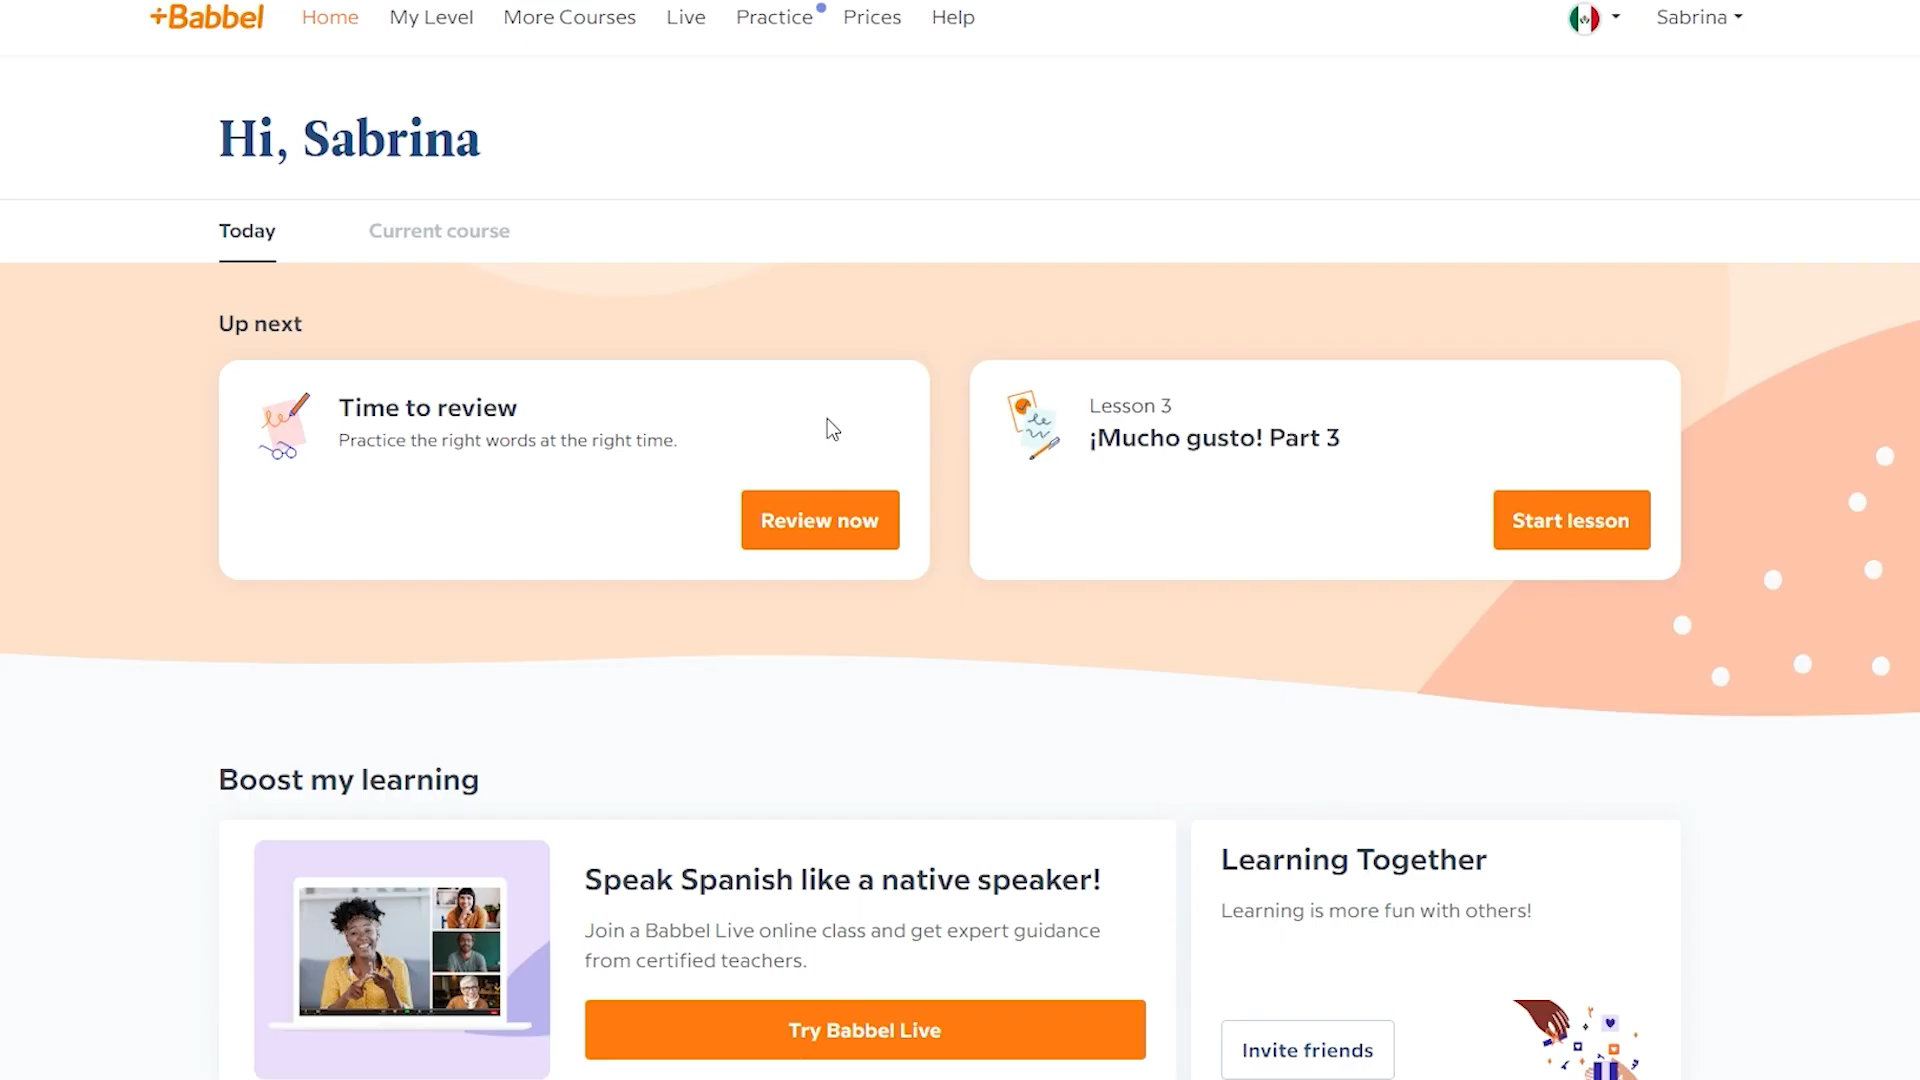 +Babbel Home My Level More Courses Live Practice Prices Help Sabrina
Hi, Sabrina
Today Current course
Up next
Time to review
Practice the right words at the right time.
Review now
Lesson 3
¡Mucho gusto! Part 3
Start lesson
Boost my learning
Speak Spanish like a native speaker!
Join a Babbel Live online class and get expert guidance
from certified teachers.
Try Babbel Live
Learning Together
Learning is more fun with others!
Invite friends